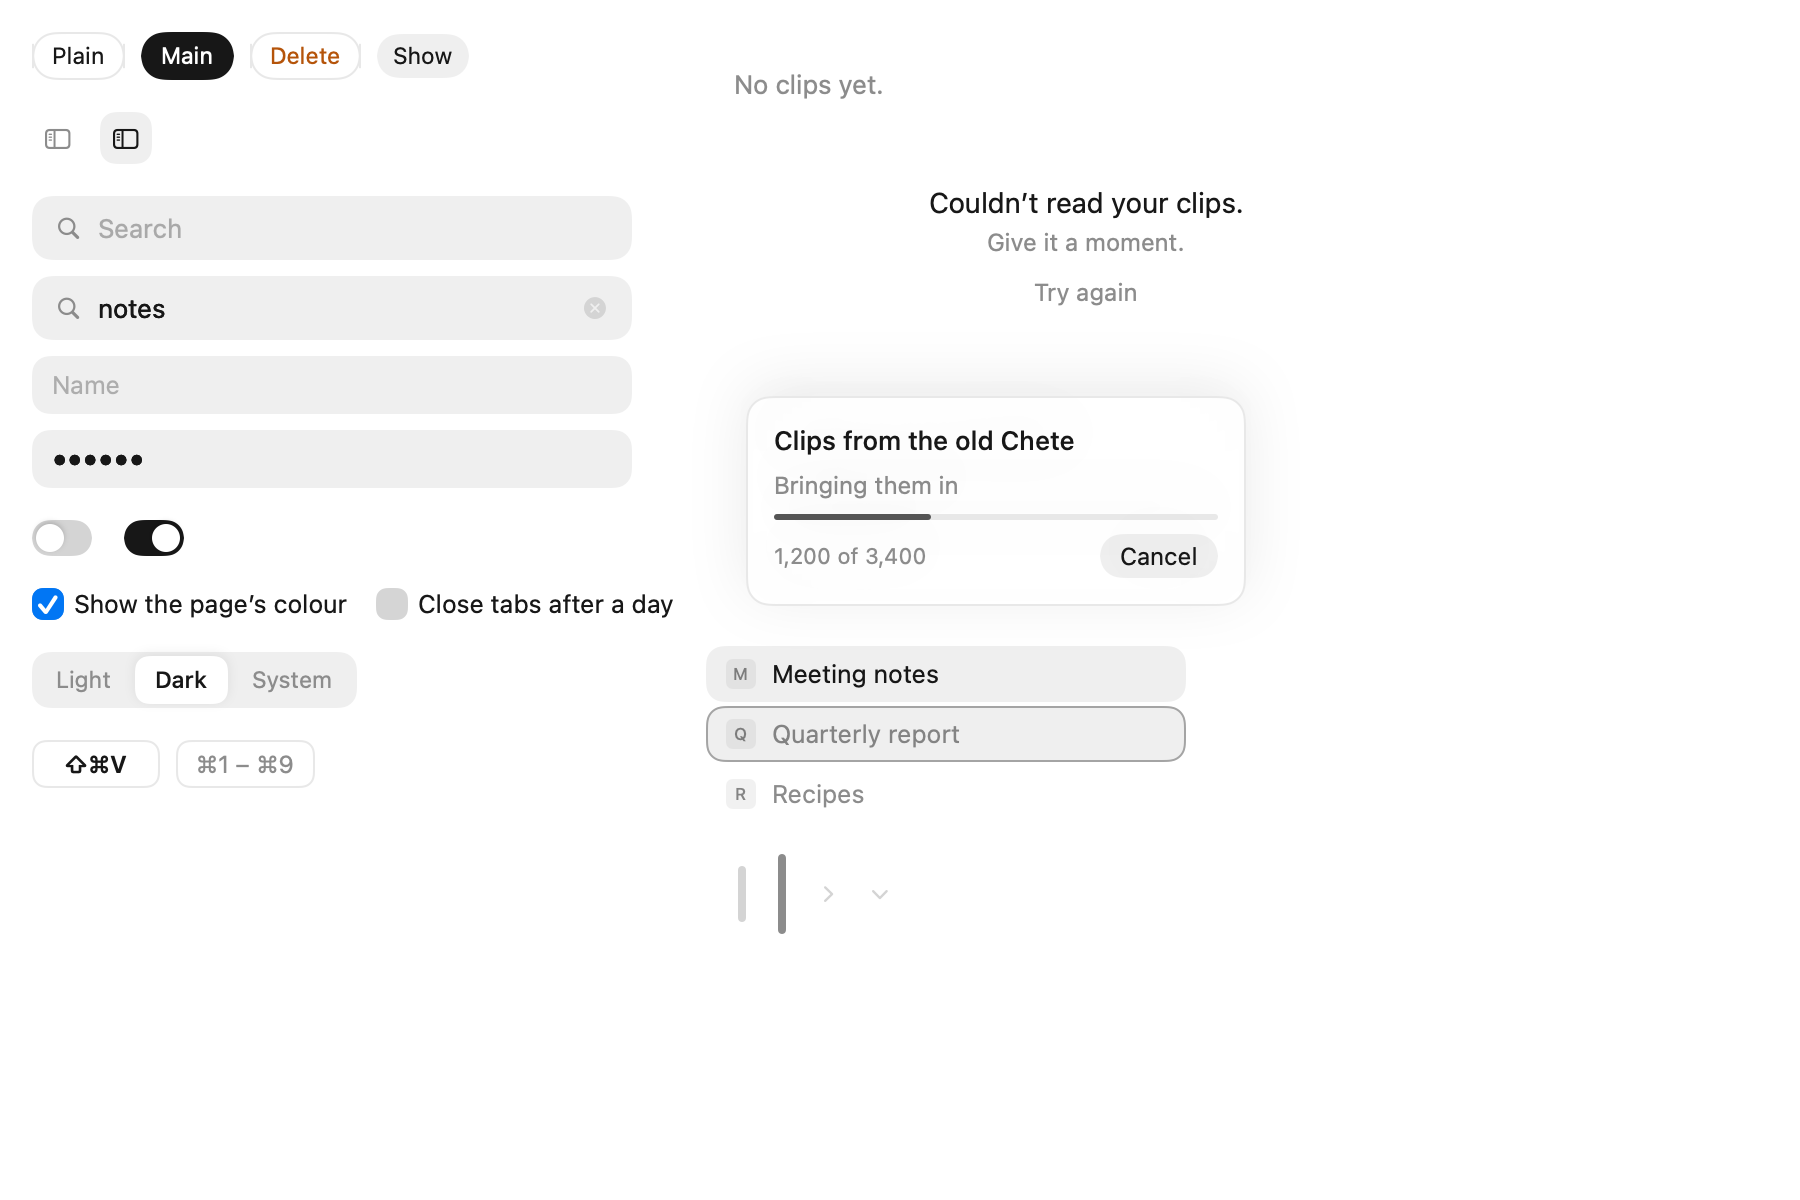 Plain
Main
Delete
Show
Search
notes
Name
Show the page’s colour
Close tabs after a day
Light
Dark
System
⇧⌘V
⌘1 – ⌘9
No clips yet.
Couldn’t read your clips.
Give it a moment.
Try again
Clips from the old Chete
Bringing them in
1,200 of 3,400
Cancel
M Meeting notes
Q Quarterly report
R Recipes